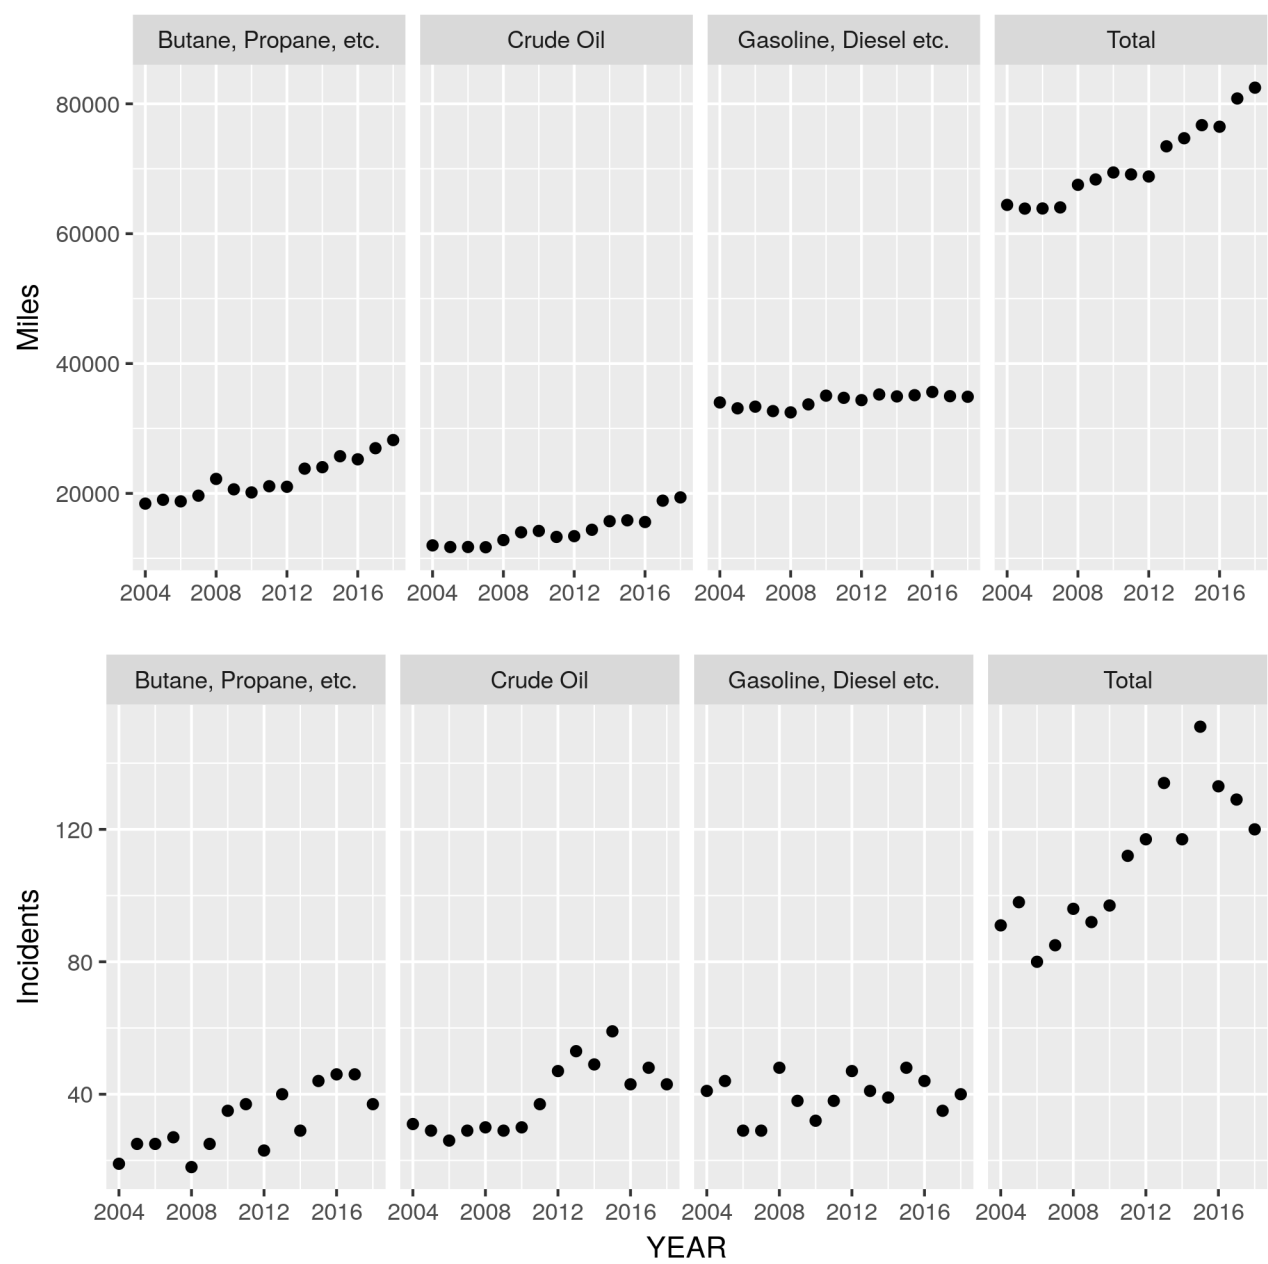 Butane, Propane, etc. Crude Oil Gasoline, Diesel etc. Total
80000
60000
40000
20000
Miles
2004 2008 2012 2016 2004 2008 2012 2016 2004 2008 2012 2016 2004 2008 2012 2016
Butane, Propane, etc. Crude Oil Gasoline, Diesel etc. Total
120
80
40
Incidents
2004 2008 2012 2016 2004 2008 2012 2016 2004 2008 2012 2016 2004 2008 2012 2016
YEAR